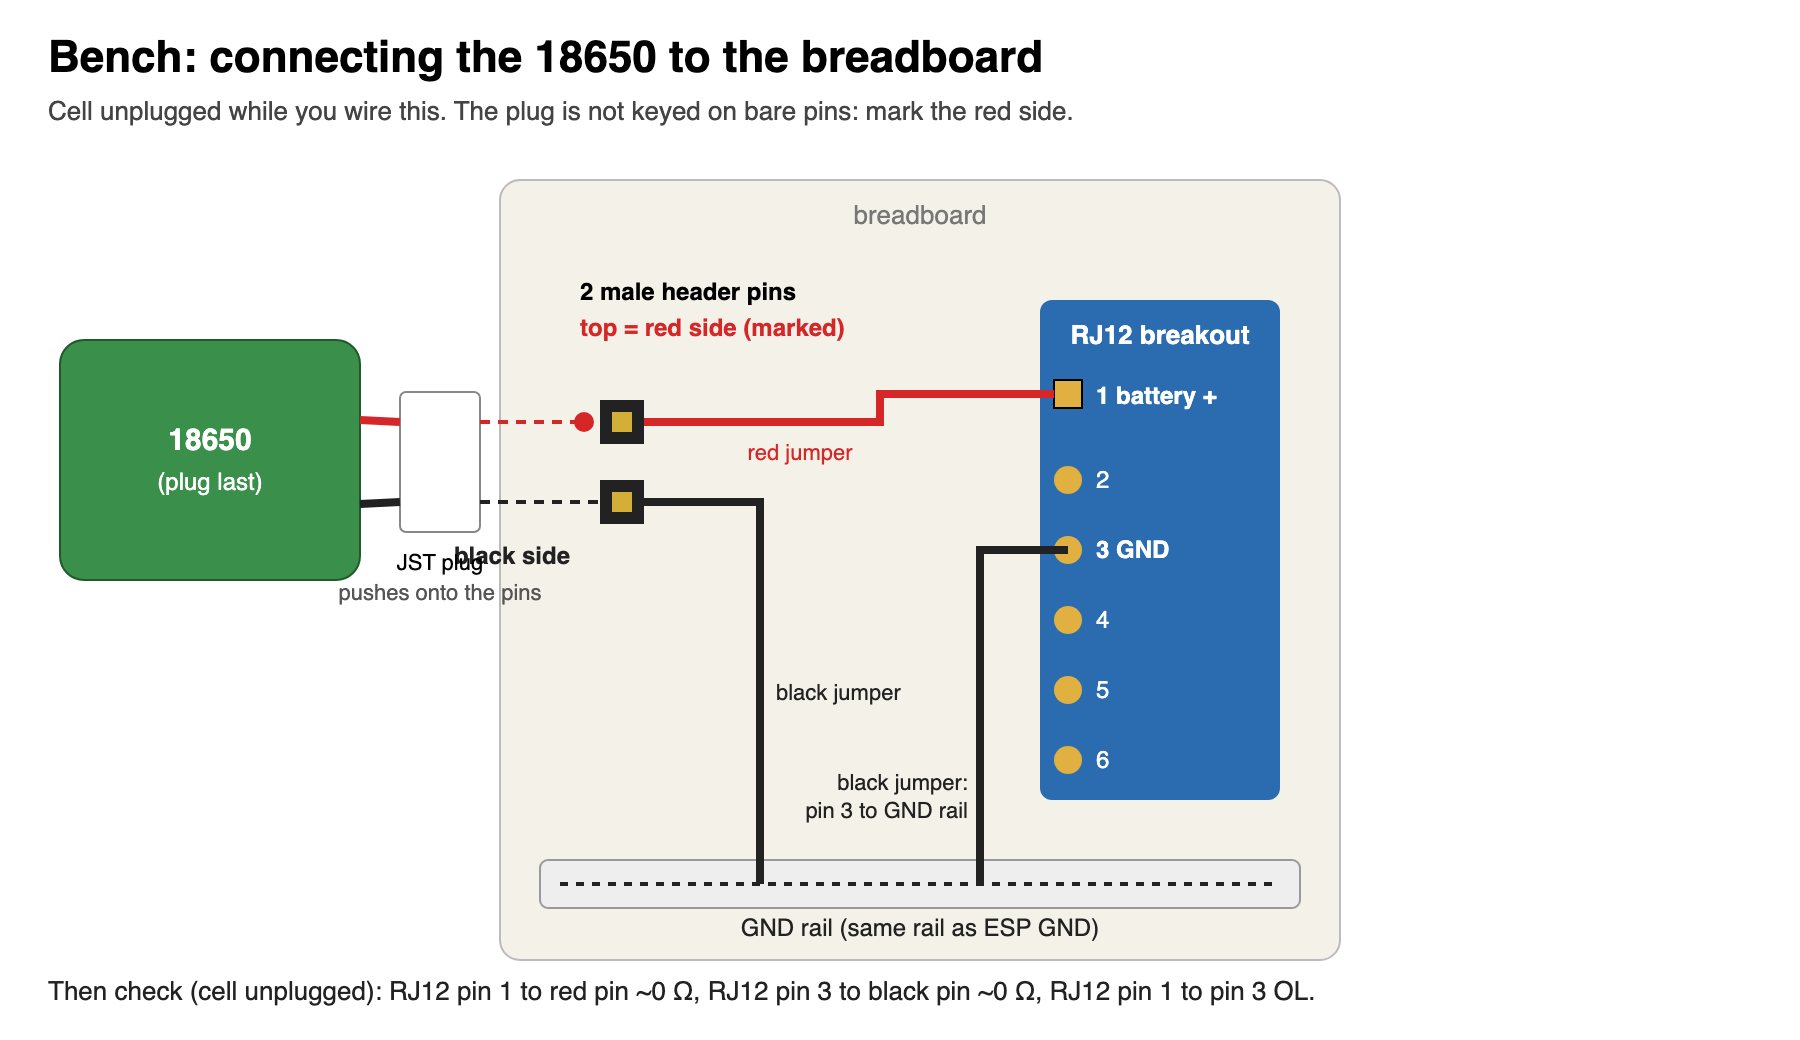 Bench: connecting the 18650 to the breadboard
Cell unplugged while you wire this. The plug is not keyed on bare pins: mark the red side.
breadboard
2 male header pins
top = red side (marked)
RJ12 breakout
1 battery +
2
3 GND
4
5
6
18650
(plug last)
red jumper
JST plug
black side
pushes onto the pins
black jumper
black jumper:
pin 3 to GND rail
GND rail (same rail as ESP GND)
Then check (cell unplugged): RJ12 pin 1 to red pin ~0 Ω, RJ12 pin 3 to black pin ~0 Ω, RJ12 pin 1 to pin 3 OL.